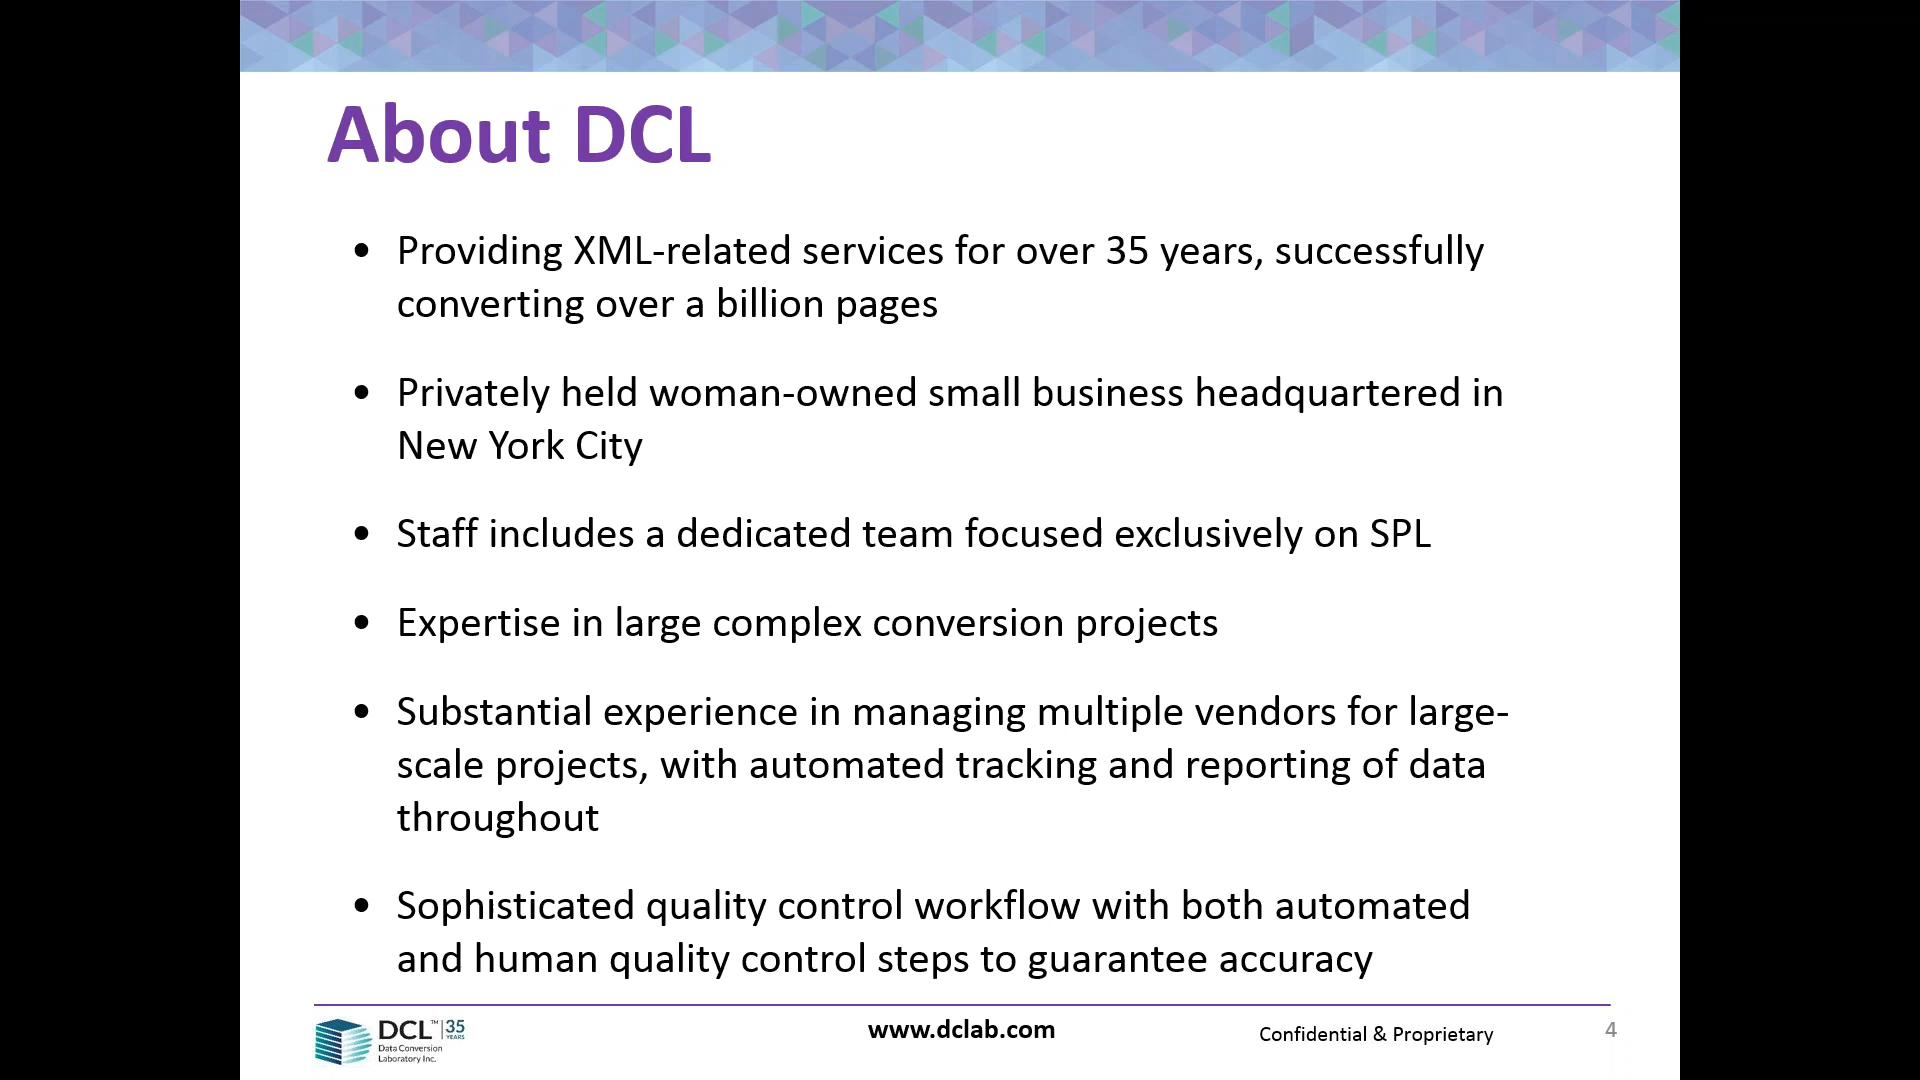 About DCL
• Providing XML-related services for over 35 years, successfully
converting over a billion pages
• Privately held woman-owned small business headquartered in
New York City
• Staff includes a dedicated team focused exclusively on SPL
• Expertise in large complex conversion projects
• Substantial experience in managing multiple vendors for large-
scale projects, with automated tracking and reporting of data
throughout
• Sophisticated quality control workflow with both automated
and human quality control steps to guarantee accuracy
DCL™ 35
YEARS
Data Conversion
Laboratory Inc.
www.dclab.com
Confidential & Proprietary
4